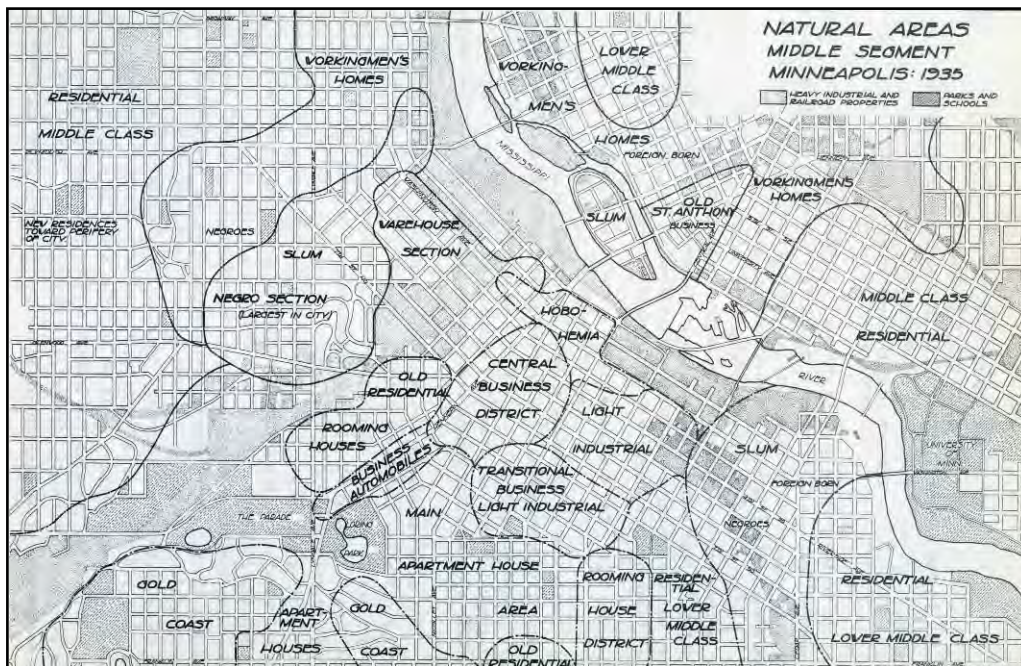 NATURAL AREAS
MIDDLE SEGMENT
MINNEAPOLIS: 1935
HEAVY INDUSTRIAL AND
RAILROAD PROPERTIES
PARKS AND
SCHOOLS
WORKINGMEN'S
HOMES
WORKING-
MEN'S
HOMES
FOREIGN BORN
LOWER
MIDDLE
CLASS
RESIDENTIAL
MIDDLE CLASS
MISSISSIPPI
NEW RESIDENCES
TOWARD PERIFERY
OF CITY
NEGROES
SLUM
WAREHOUSE
SECTION
SLUM
OLD
ST. ANTHONY
BUSINESS
WORKINGMEN'S
HOMES
UNIVERSITY AVE
NEGRO SECTION
(LARGEST IN CITY)
HOBO-
HEMIA
MIDDLE CLASS
RESIDENTIAL
RIVER
OLD
RESIDENTIAL
CENTRAL
BUSINESS
DISTRICT
LIGHT
INDUSTRIAL
ROOMING
HOUSES
BUSINESS
AUTOMOBILES
SLUM
FOREIGN BORN
TRANSITIONAL
BUSINESS
LIGHT INDUSTRIAL
MAIN
THE PARADE
LORING
PARK
NEGROES
APARTMENT HOUSE
AREA
GOLD
COAST
APART-
MENT
HOUSES
GOLD
COAST
OLD
RESIDENTIAL
ROOMING
HOUSE
DISTRICT
RESIDEN-
TIAL
LOWER
MIDDLE
CLASS
RESIDENTIAL
LOWER MIDDLE CLASS